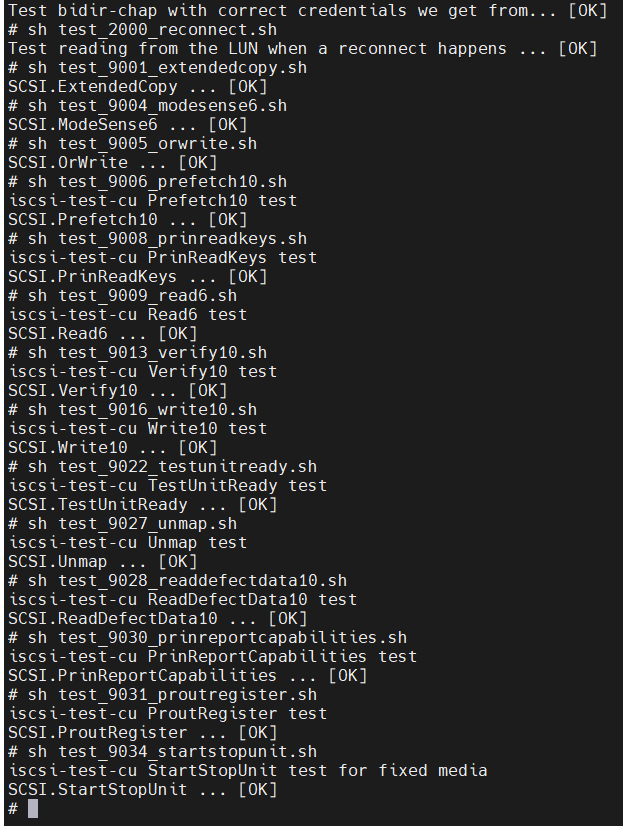 Test bidir-chap with correct credentials we get from... [OK]
# sh test_2000_reconnect.sh
Test reading from the LUN when a reconnect happens ... [OK]
# sh test_9001_extendedcopy.sh
SCSI.ExtendedCopy ... [OK]
# sh test_9004_modesense6.sh
SCSI.ModeSense6 ... [OK]
# sh test_9005_orwrite.sh
SCSI.OrWrite ... [OK]
# sh test_9006_prefetch10.sh
iscsi-test-cu Prefetch10 test
SCSI.Prefetch10 ... [OK]
# sh test_9008_prinreadkeys.sh
iscsi-test-cu PrinReadKeys test
SCSI.PrinReadKeys ... [OK]
# sh test_9009_read6.sh
iscsi-test-cu Read6 test
SCSI.Read6 ... [OK]
# sh test_9013_verify10.sh
iscsi-test-cu Verify10 test
SCSI.Verify10 ... [OK]
# sh test_9016_write10.sh
iscsi-test-cu Write10 test
SCSI.Write10 ... [OK]
# sh test_9022_testunitready.sh
iscsi-test-cu TestUnitReady test
SCSI.TestUnitReady ... [OK]
# sh test_9027_unmap.sh
iscsi-test-cu Unmap test
SCSI.Unmap ... [OK]
# sh test_9028_readdefectdata10.sh
iscsi-test-cu ReadDefectData10 test
SCSI.ReadDefectData10 ... [OK]
# sh test_9030_prinreportcapabilities.sh
iscsi-test-cu PrinReportCapabilities test
SCSI.PrinReportCapabilities ... [OK]
# sh test_9031_proutregister.sh
iscsi-test-cu ProutRegister test
SCSI.ProutRegister ... [OK]
# sh test_9034_startstopunit.sh
iscsi-test-cu StartStopUnit test for fixed media
SCSI.StartStopUnit ... [OK]
#